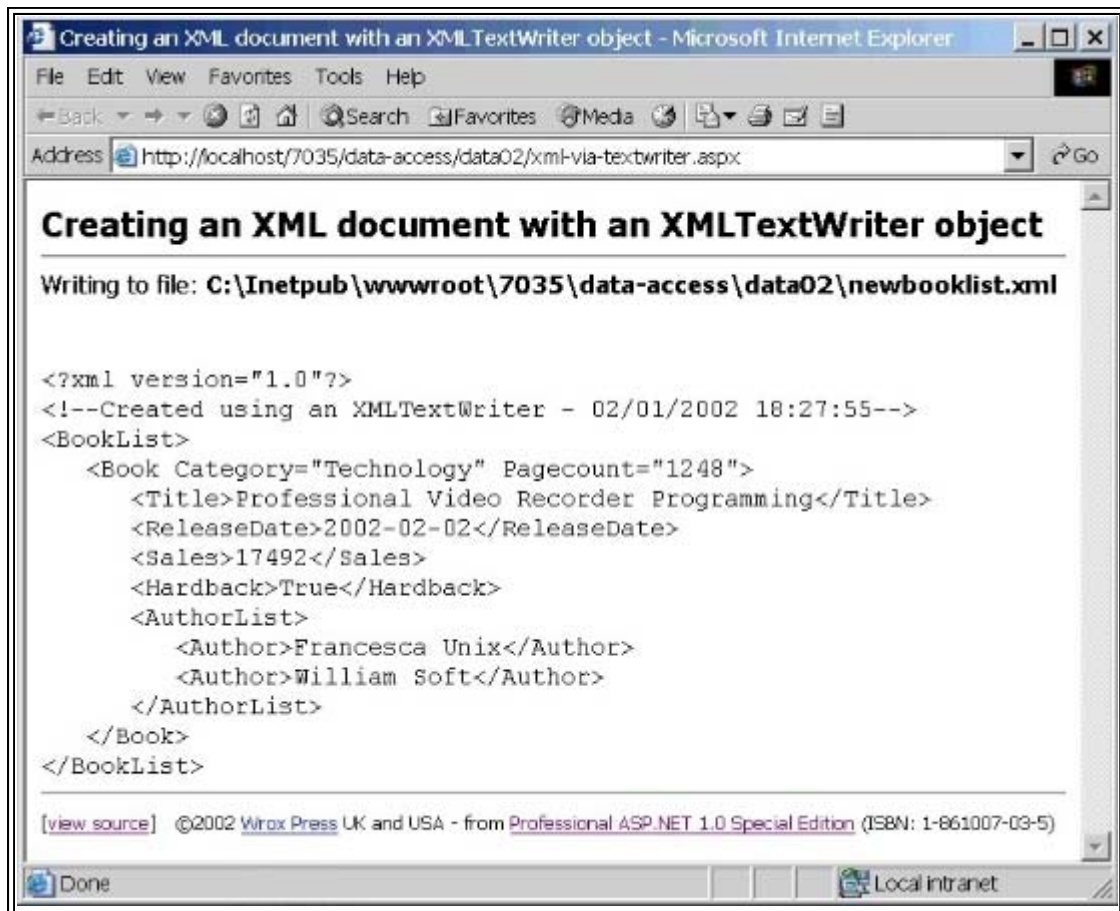 Creating an XML document with an XMLTextWriter object - Microsoft Internet Explorer
File Edit View Favorites Tools Help
Back Search Favorites Media
Address http://localhost/7035/data-access/data02/xml-via-textwriter.aspx Go
Creating an XML document with an XMLTextWriter object
Writing to file: C:\Inetpub\wwwroot\7035\data-access\data02\newbooklist.xml
<?xml version="1.0"?>
<!--Created using an XMLTextWriter - 02/01/2002 18:27:55-->
<BookList>
<Book Category="Technology" Pagecount="1248">
<Title>Professional Video Recorder Programming</Title>
<ReleaseDate>2002-02-02</ReleaseDate>
<Sales>17492</Sales>
<Hardback>True</Hardback>
<AuthorList>
<Author>Francesca Unix</Author>
<Author>William Soft</Author>
</AuthorList>
</Book>
</BookList>
[view source] ©2002 Wrox Press UK and USA - from Professional ASP.NET 1.0 Special Edition (ISBN: 1-861007-03-5)
Done Local intranet